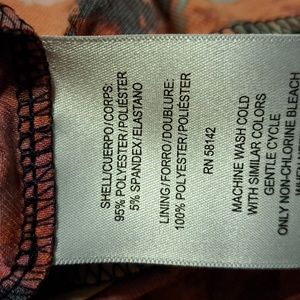 SHELL/CUERPO/CORPS:
95% POLYESTER/POLIÉSTER
5% SPANDEX/ELASTANO
LINING/FORRO/DOUBLURE:
100% POLYESTER/POLIÉSTER
RN 58142
MACHINE WASH COLD
WITH SIMILAR COLORS
GENTLE CYCLE
ONLY NON-CHLORINE BLEACH